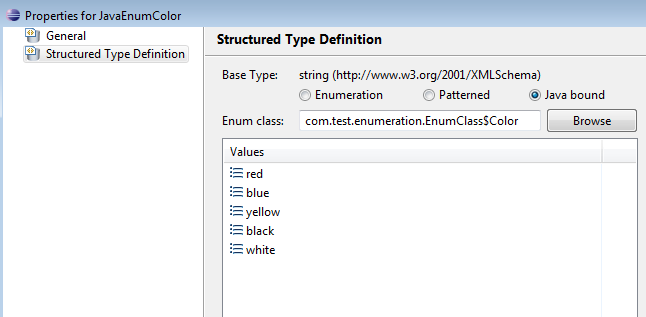 Properties for JavaEnumColor
General
Structured Type Definition
Structured Type Definition
Base Type: string (http://www.w3.org/2001/XMLSchema)
Enumeration Patterned Java bound
Enum class: com.test.enumeration.EnumClass$Color Browse
Values
red
blue
yellow
black
white